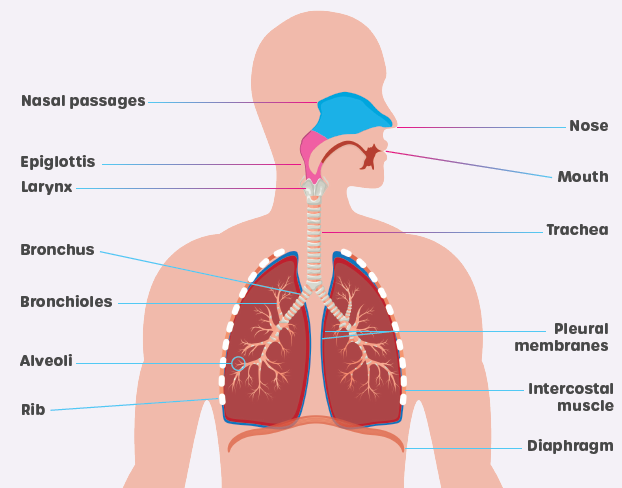 Nasal passages
Nose
Epiglottis
Mouth
Larynx
Trachea
Bronchus
Bronchioles
Pleural
membranes
Alveoli
Intercostal
muscle
Rib
Diaphragm